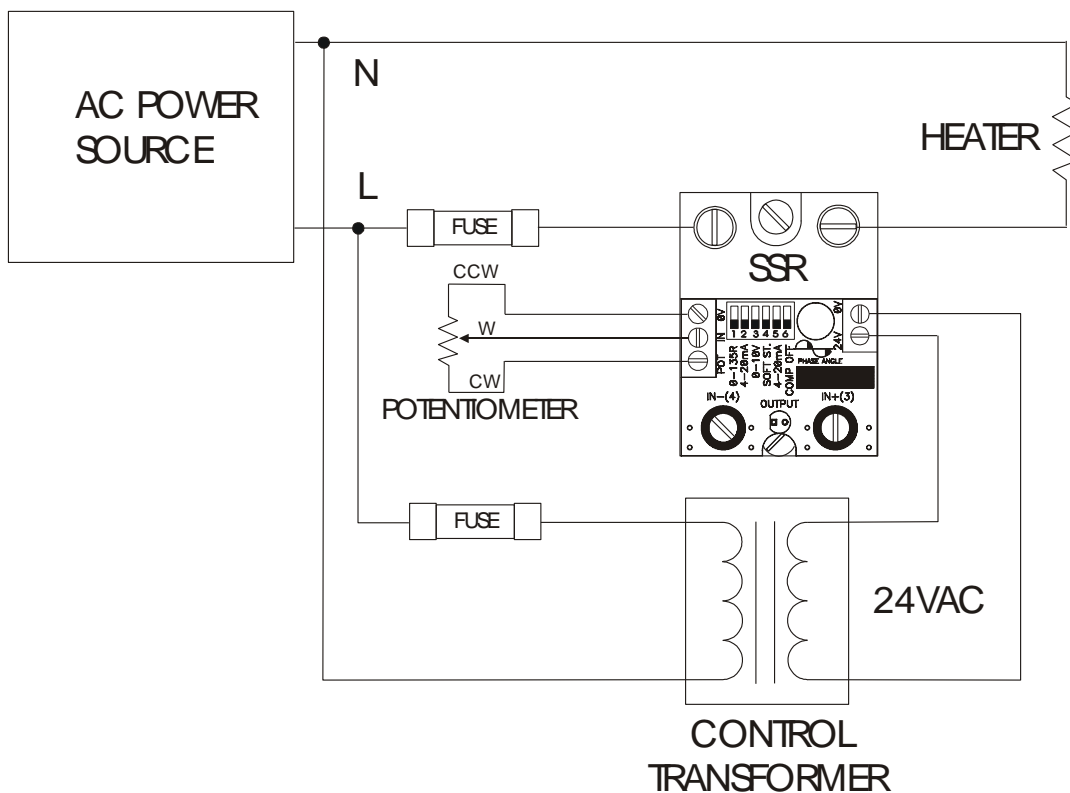 AC POWER
SOURCE
N
L
HEATER
FUSE
SSR
CCW
W
CW
POTENTIOMETER
0V
IN
POT
1 2 3 4 5 6
0-135R
4-20mA
0-10V
SOFT ST.
4-20mA
COMP OFF
0V
24V
PHASE ANGLE
IN-(4)
OUTPUT
IN+(3)
FUSE
24VAC
CONTROL
TRANSFORMER